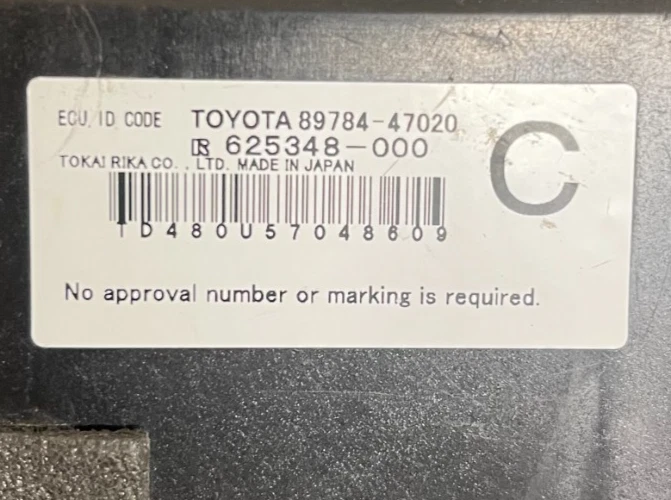 ECU. ID CODE TOYOTA 89784-47020
R 625348-000
TOKAI RIKA CO., LTD. MADE IN JAPAN
C
TD480U57048609
No approval number or marking is required.